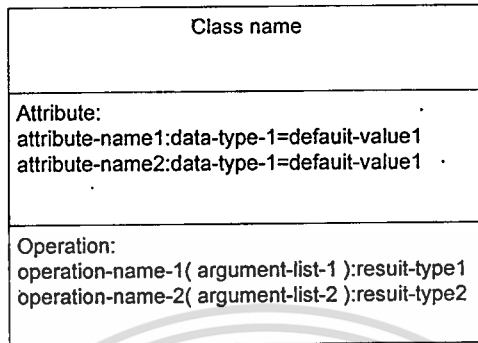 Class name
Attribute:
attribute-name1:data-type-1=defauit-value1
attribute-name2:data-type-1=defauit-value1
Operation:
operation-name-1( argument-list-1 ):resuit-type1
operation-name-2( argument-list-2 ):resuit-type2